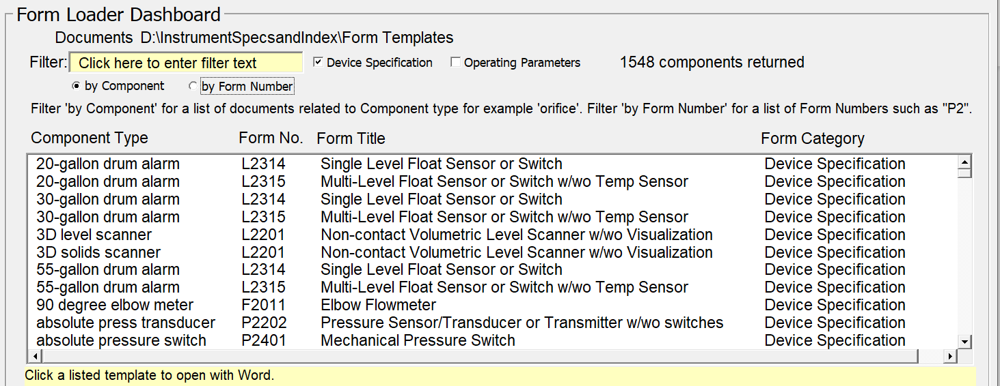 Form Loader Dashboard
Documents D:\InstrumentSpecsandIndex\Form Templates
Filter: Click here to enter filter text Device Specification Operating Parameters 1548 components returned
by Component by Form Number
Filter 'by Component' for a list of documents related to Component type for example 'orifice'. Filter 'by Form Number' for a list of Form Numbers such as "P2".
Component Type Form No. Form Title Form Category
20-gallon drum alarm L2314 Single Level Float Sensor or Switch Device Specification
20-gallon drum alarm L2315 Multi-Level Float Sensor or Switch w/wo Temp Sensor Device Specification
30-gallon drum alarm L2314 Single Level Float Sensor or Switch Device Specification
30-gallon drum alarm L2315 Multi-Level Float Sensor or Switch w/wo Temp Sensor Device Specification
3D level scanner L2201 Non-contact Volumetric Level Scanner w/wo Visualization Device Specification
3D solids scanner L2201 Non-contact Volumetric Level Scanner w/wo Visualization Device Specification
55-gallon drum alarm L2314 Single Level Float Sensor or Switch Device Specification
55-gallon drum alarm L2315 Multi-Level Float Sensor or Switch w/wo Temp Sensor Device Specification
90 degree elbow meter F2011 Elbow Flowmeter Device Specification
absolute press transducer P2202 Pressure Sensor/Transducer or Transmitter w/wo switches Device Specification
absolute pressure switch P2401 Mechanical Pressure Switch Device Specification
Click a listed template to open with Word.